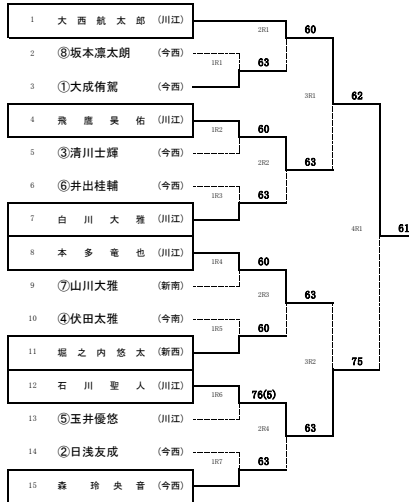 1 大西航太郎 (川江)
2 ⑧坂本凛太朗 (今西)
3 ①大成侑駕 (今西)
4 飛鷹昊佑 (川江)
5 ③清川士輝 (今西)
6 ⑥井出桂輔 (今西)
7 白川大雅 (川江)
8 本多竜也 (川江)
9 ⑦山川大雅 (新南)
10 ④伏田太雅 (今南)
11 堀之内悠太 (新西)
12 石川聖人 (川江)
13 ⑤玉井優悠 (川江)
14 ②日浅友成 (今西)
15 森玲央音 (今西)
1R1
1R2
1R3
1R4
1R5
1R6
1R7
2R1
63
2R2
60
63
2R3
60
60
2R4
76(5)
63
3R1
60
63
3R2
63
63
4R1
62
75
61